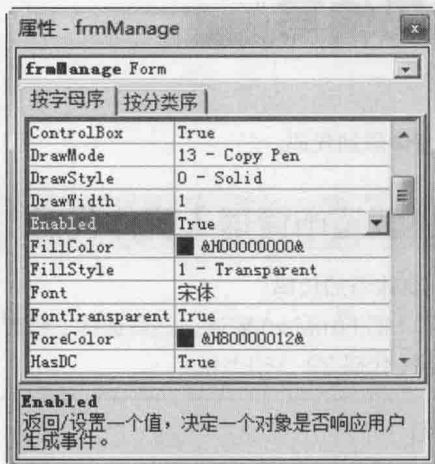 属性 - frmManage
frmManage Form
按字母序 按分类序
ControlBox True
DrawMode 13 - Copy Pen
DrawStyle 0 - Solid
DrawWidth 1
Enabled True
FillColor &H00000000&
FillStyle 1 - Transparent
Font 宋体
FontTransparent True
ForeColor &H80000012&
HasDC True
Enabled
返回/设置一个值，决定一个对象是否响应用户
生成事件。